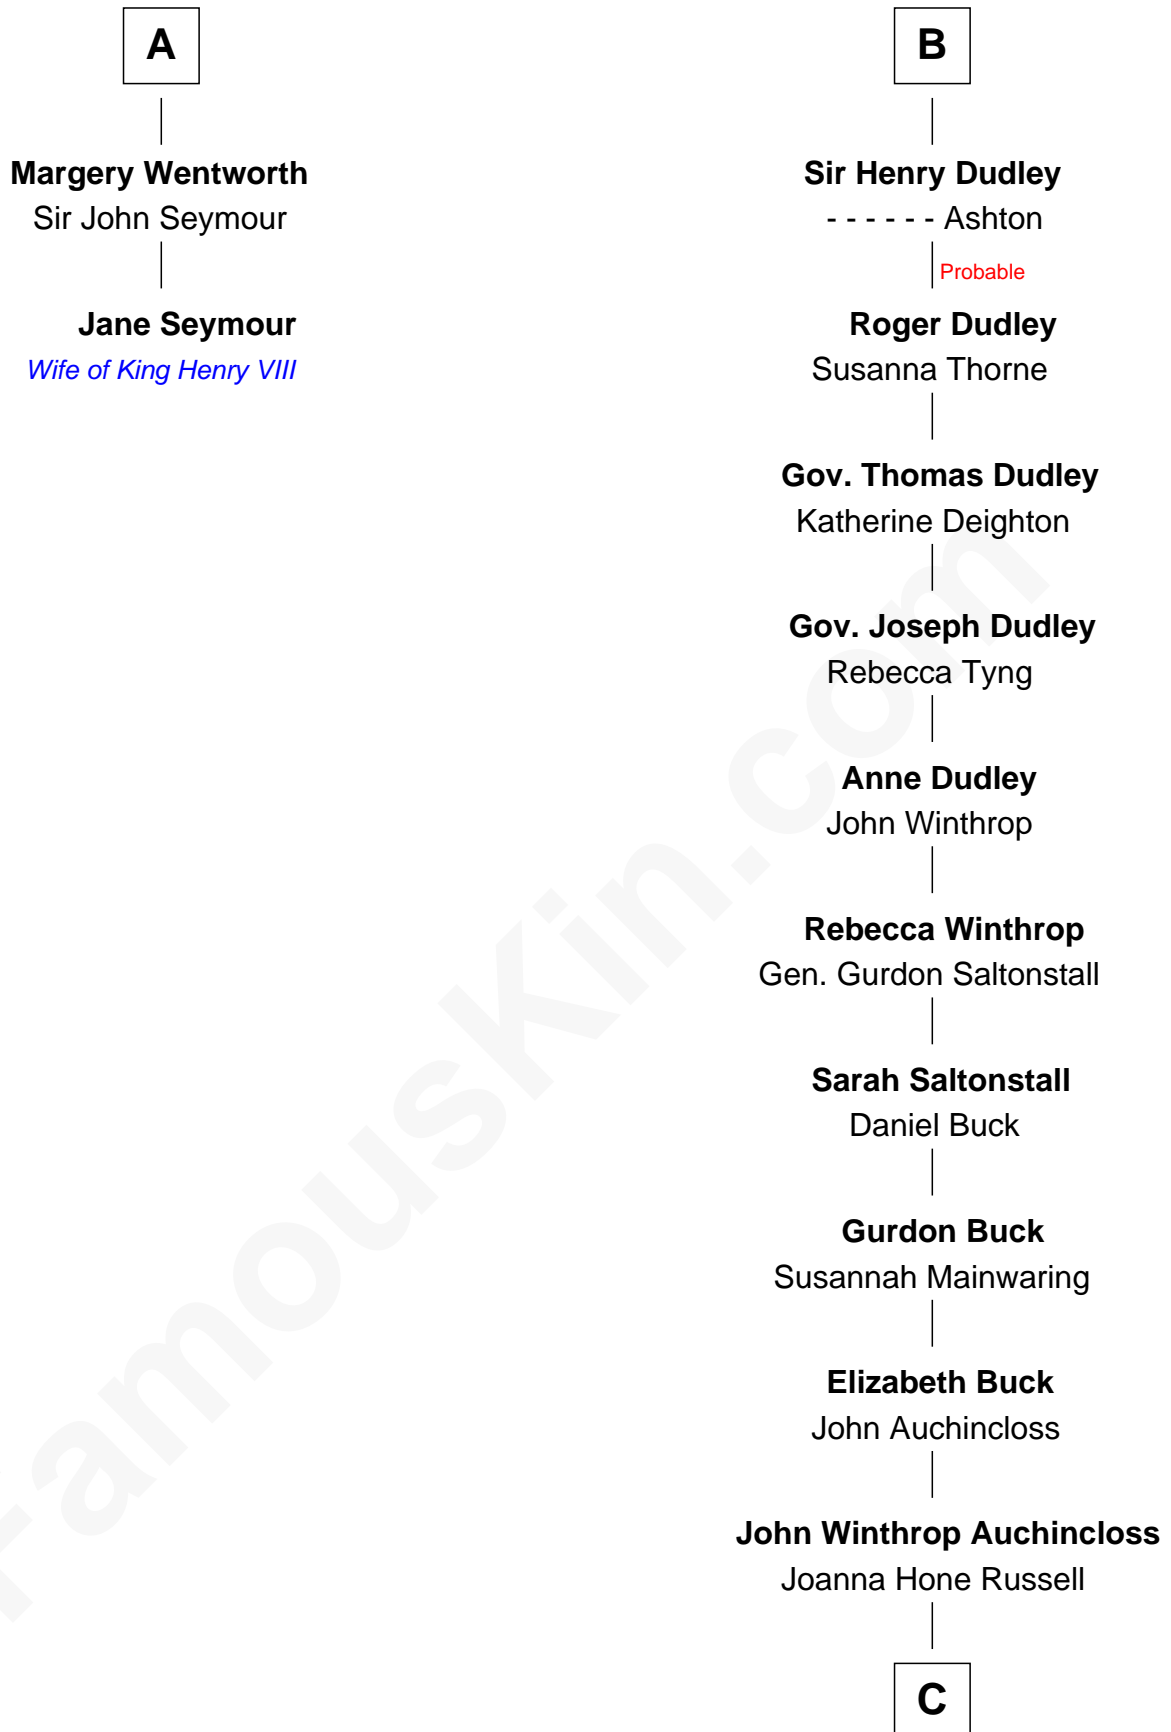 A
Margery Wentworth
Sir John Seymour
Jane Seymour
Wife of King Henry VIII
B
Sir Henry Dudley
- - - - - - Ashton
Probable
Roger Dudley
Susanna Thorne
Gov. Thomas Dudley
Katherine Deighton
Gov. Joseph Dudley
Rebecca Tyng
Anne Dudley
John Winthrop
Rebecca Winthrop
Gen. Gurdon Saltonstall
Sarah Saltonstall
Daniel Buck
Gurdon Buck
Susannah Mainwaring
Elizabeth Buck
John Auchincloss
John Winthrop Auchincloss
Joanna Hone Russell
C
FamousKin.com